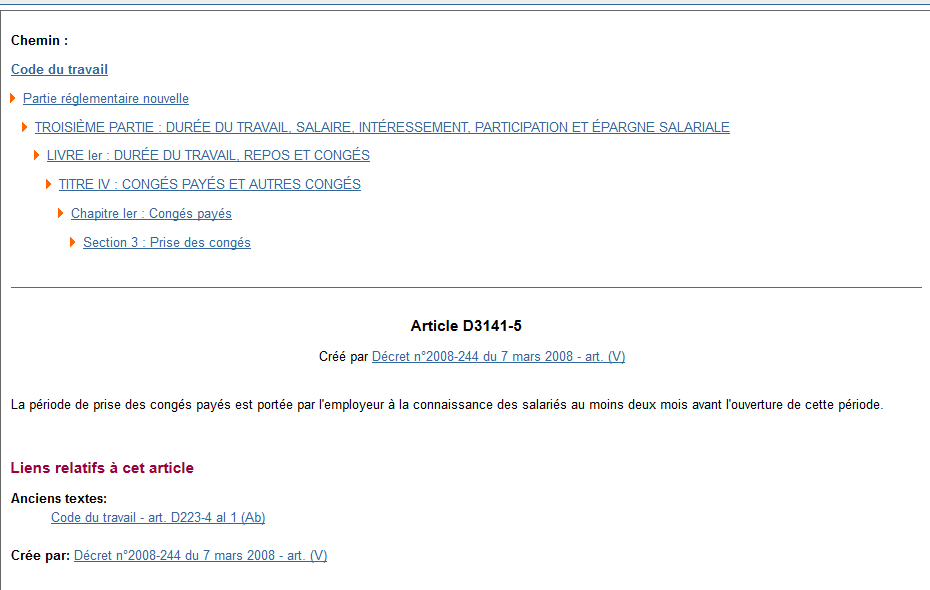 Chemin :
Code du travail
Partie réglementaire nouvelle
TROISIÈME PARTIE : DURÉE DU TRAVAIL, SALAIRE, INTÉRESSEMENT, PARTICIPATION ET ÉPARGNE SALARIALE
LIVRE Ier : DURÉE DU TRAVAIL, REPOS ET CONGÉS
TITRE IV : CONGÉS PAYÉS ET AUTRES CONGÉS
Chapitre Ier : Congés payés
Section 3 : Prise des congés
Article D3141-5
Créé par Décret n°2008-244 du 7 mars 2008 - art. (V)
La période de prise des congés payés est portée par l'employeur à la connaissance des salariés au moins deux mois avant l'ouverture de cette période.
Liens relatifs à cet article
Anciens textes:
Code du travail - art. D223-4 al 1 (Ab)
Crée par: Décret n°2008-244 du 7 mars 2008 - art. (V)